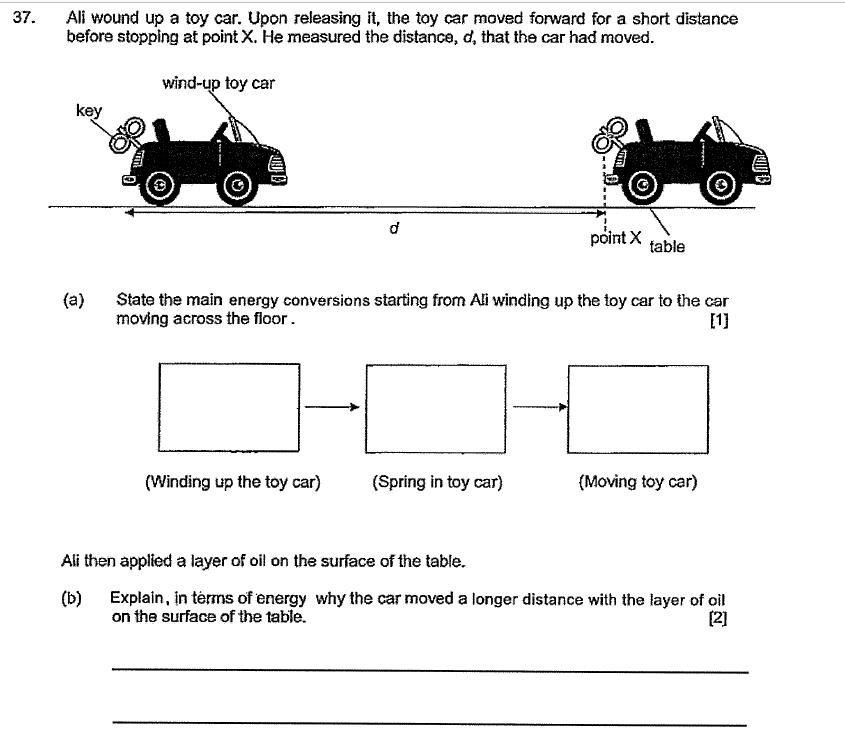 37. Ali wound up a toy car. Upon releasing it, the toy car moved forward for a short distance
before stopping at point X. He measured the distance, d, that the car had moved.
wind-up toy car
key
d
point X
table
(a) State the main energy conversions starting from Ali winding up the toy car to the car
moving across the floor. [1]
(Winding up the toy car) (Spring in toy car) (Moving toy car)
Ali then applied a layer of oil on the surface of the table.
(b) Explain, in terms of energy why the car moved a longer distance with the layer of oil
on the surface of the table. [2]